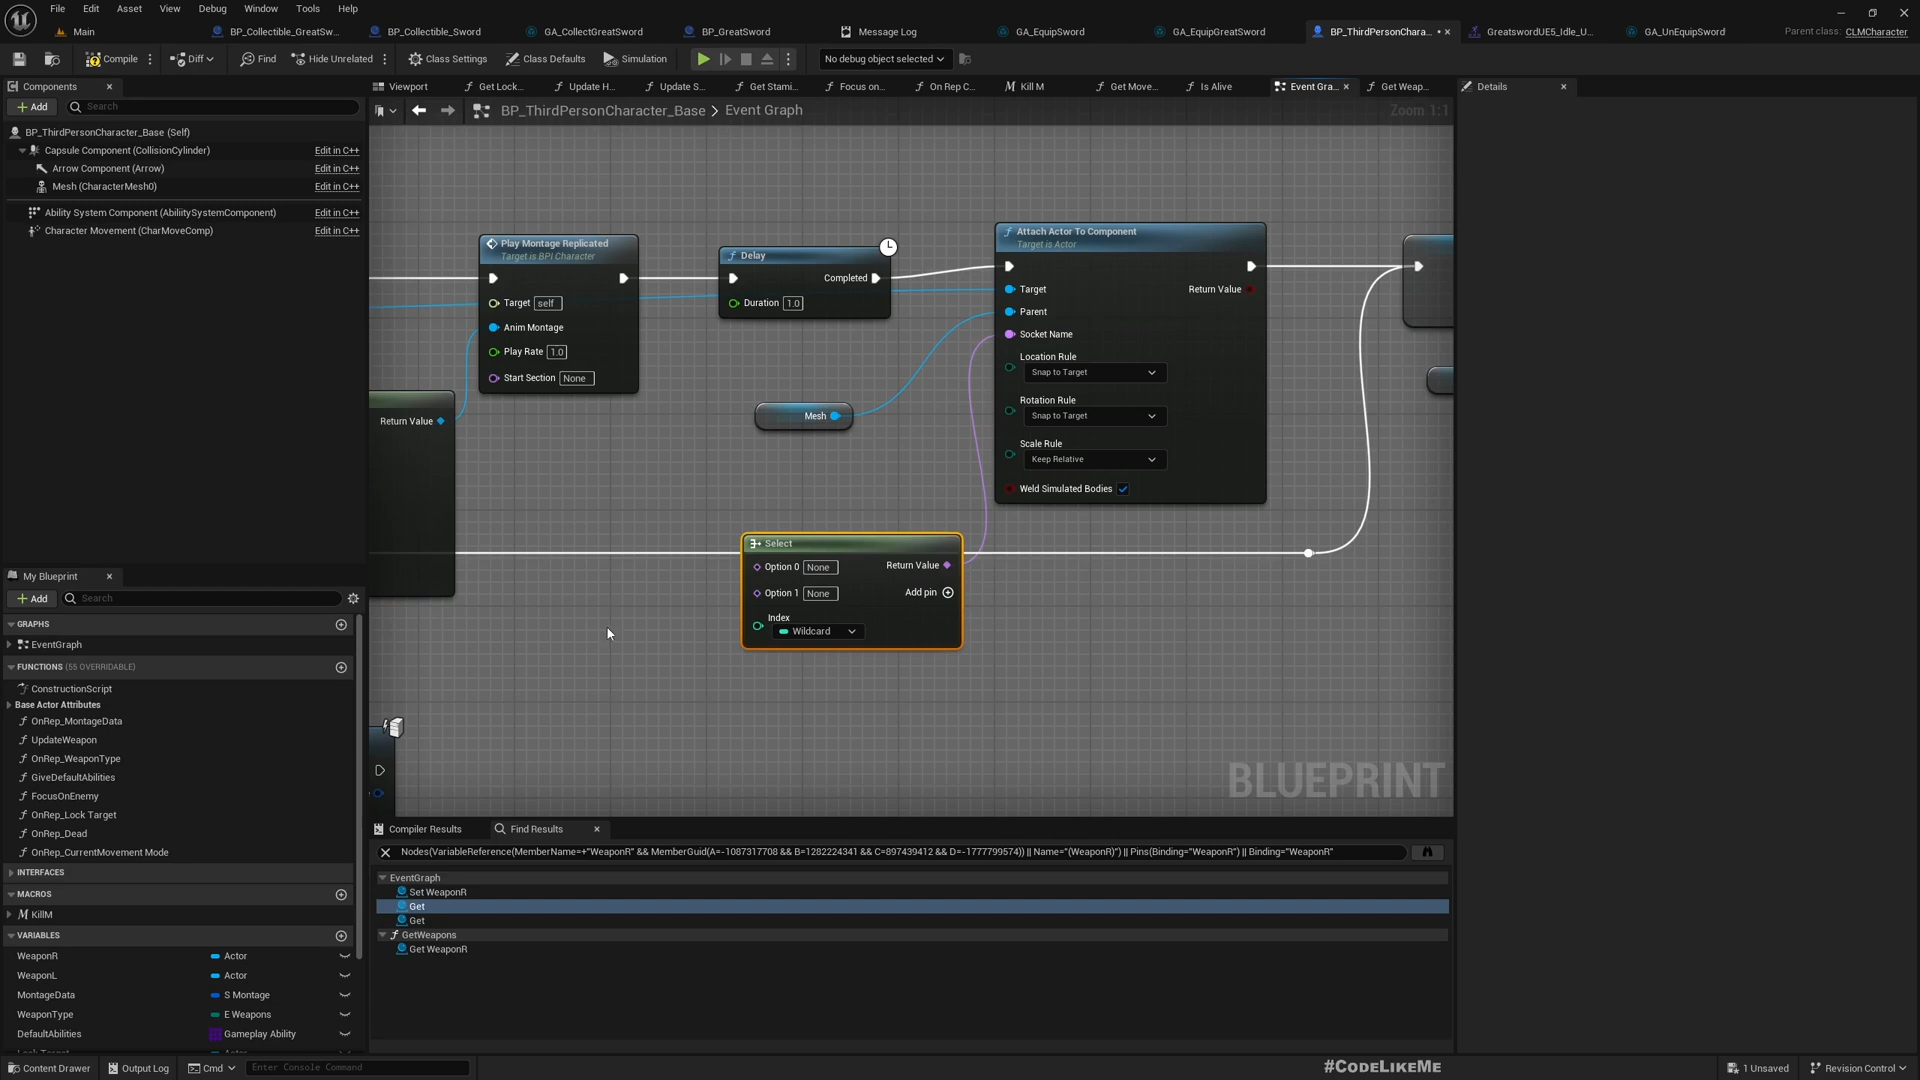 File Edit Asset View Debug Window Tools Help
Main BP_Collectible_GreatSw... BP_Collectible_Sword GA_CollectGreatSword BP_GreatSword Message Log GA_EquipSword GA_EquipGreatSword BP_ThirdPersonChara... GreatswordUE5_Idle_U... GA_UnEquipSword Parent class: CLMCharacter
Compile Diff Find Hide Unrelated Class Settings Class Defaults Simulation No debug object selected
Components Viewport Get Lock... Update H... Update S... Get Stami... Focus on... On Rep C... Kill M Get Move... Is Alive Event Gra... Get Weap... Details
Add Search
BP_ThirdPersonCharacter_Base > Event Graph Zoom 1:1
BP_ThirdPersonCharacter_Base (Self)
Capsule Component (CollisionCylinder) Edit in C++
Arrow Component (Arrow) Edit in C++
Mesh (CharacterMesh0) Edit in C++
Ability System Component (AbiliitySystemComponent) Edit in C++
Character Movement (CharMoveComp) Edit in C++
Play Montage Replicated
Target is BPI Character
Target self
Anim Montage
Play Rate 1.0
Start Section None
Return Value
Delay
Completed
Duration 1.0
Mesh
Attach Actor To Component
Target is Actor
Target Return Value
Parent
Socket Name
Location Rule
Snap to Target
Rotation Rule
Snap to Target
Scale Rule
Keep Relative
Weld Simulated Bodies
Select
Option 0 None Return Value
Option 1 None Add pin
Index
Wildcard
BLUEPRINT
My Blueprint
Add Search
GRAPHS
EventGraph
FUNCTIONS (55 OVERRIDABLE)
ConstructionScript
Base Actor Attributes
OnRep_MontageData
UpdateWeapon
OnRep_WeaponType
GiveDefaultAbilities
FocusOnEnemy
OnRep_Lock Target
OnRep_Dead
OnRep_CurrentMovement Mode
INTERFACES
MACROS
KillM
VARIABLES
WeaponR Actor
WeaponL Actor
MontageData S Montage
WeaponType E Weapons
DefaultAbilities Gameplay Ability
Lock Target Actor
Compiler Results Find Results
Nodes(VariableReference(MemberName=+"WeaponR" && MemberGuid(A=-1087317708 && B=1282224341 && C=897439412 && D=-1777799574)) || Name="(WeaponR)") || Pins(Binding="WeaponR") || Binding="WeaponR"
EventGraph
Set WeaponR
Get
Get
GetWeapons
Get WeaponR
Content Drawer Output Log Cmd Enter Console Command #CODELIKEME 1 Unsaved Revision Control